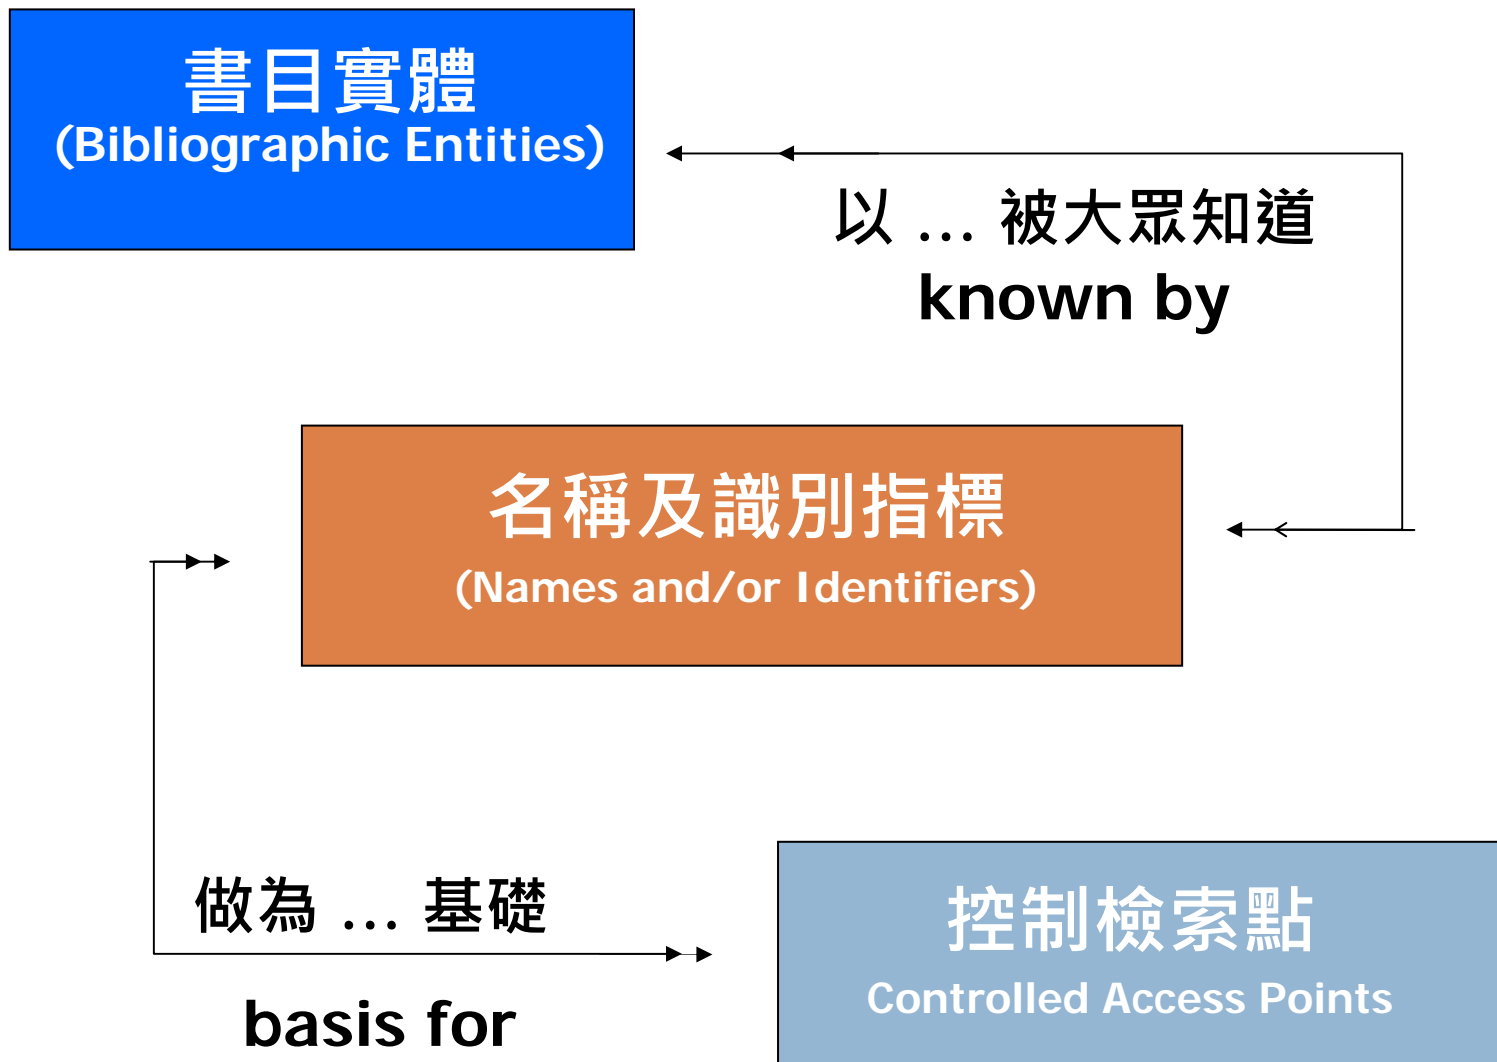 書目實體
(Bibliographic Entities)
以 … 被大眾知道
known by
名稱及識別指標
(Names and/or Identifiers)
做為 … 基礎
basis for
控制檢索點
Controlled Access Points